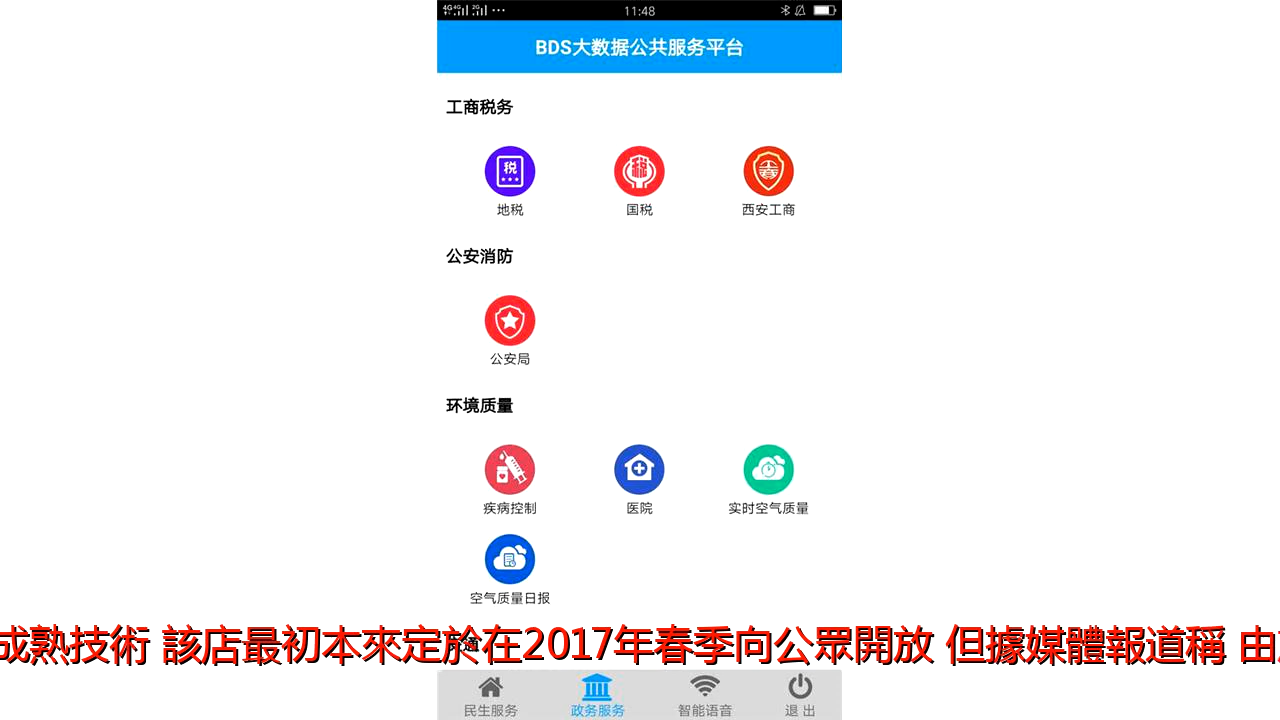 4G 4G 2G 11:48
BDS大数据公共服务平台
工商税务
税
地税 国税 西安工商
公安消防
公安局
环境质量
疾病控制 医院 实时空气质量
空气质量日报
成熟技術 該店最初本來定於在2017年春季向公眾開放 但據媒體報道稱 由
民生服务 政务服务 智能语音 退 出